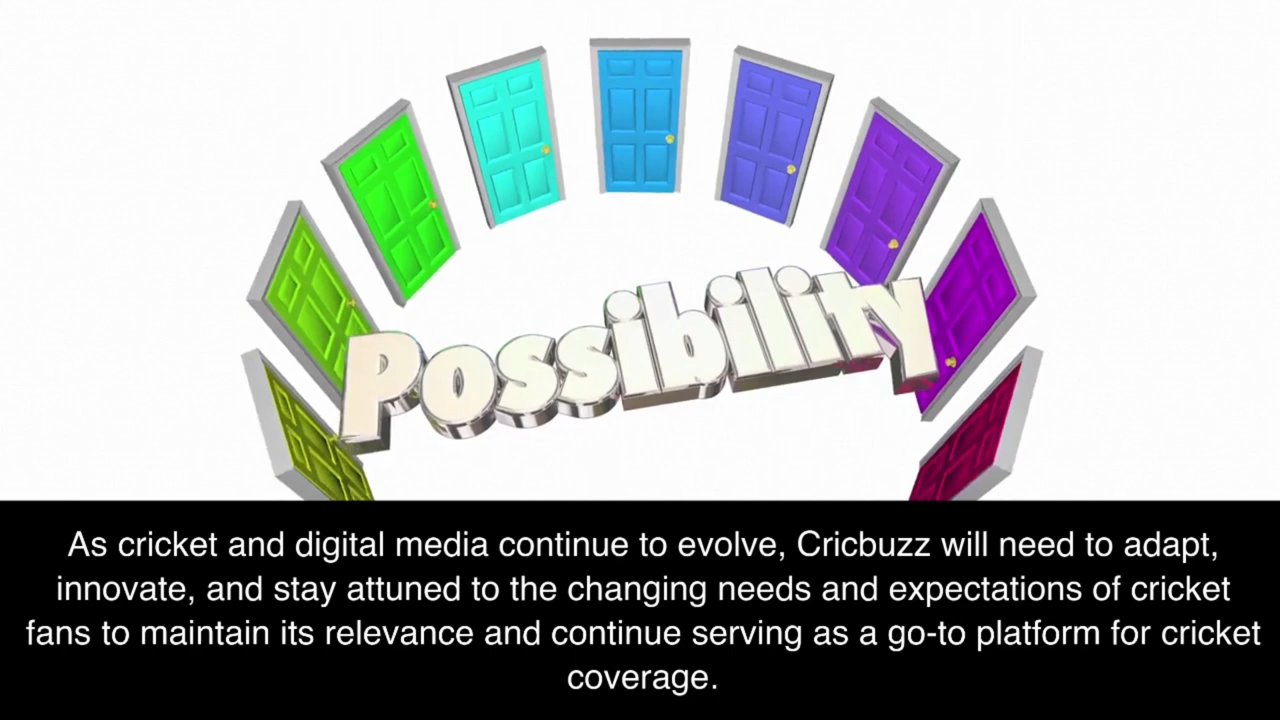 Possibility
As cricket and digital media continue to evolve, Cricbuzz will need to adapt,
innovate, and stay attuned to the changing needs and expectations of cricket
fans to maintain its relevance and continue serving as a go-to platform for cricket
coverage.